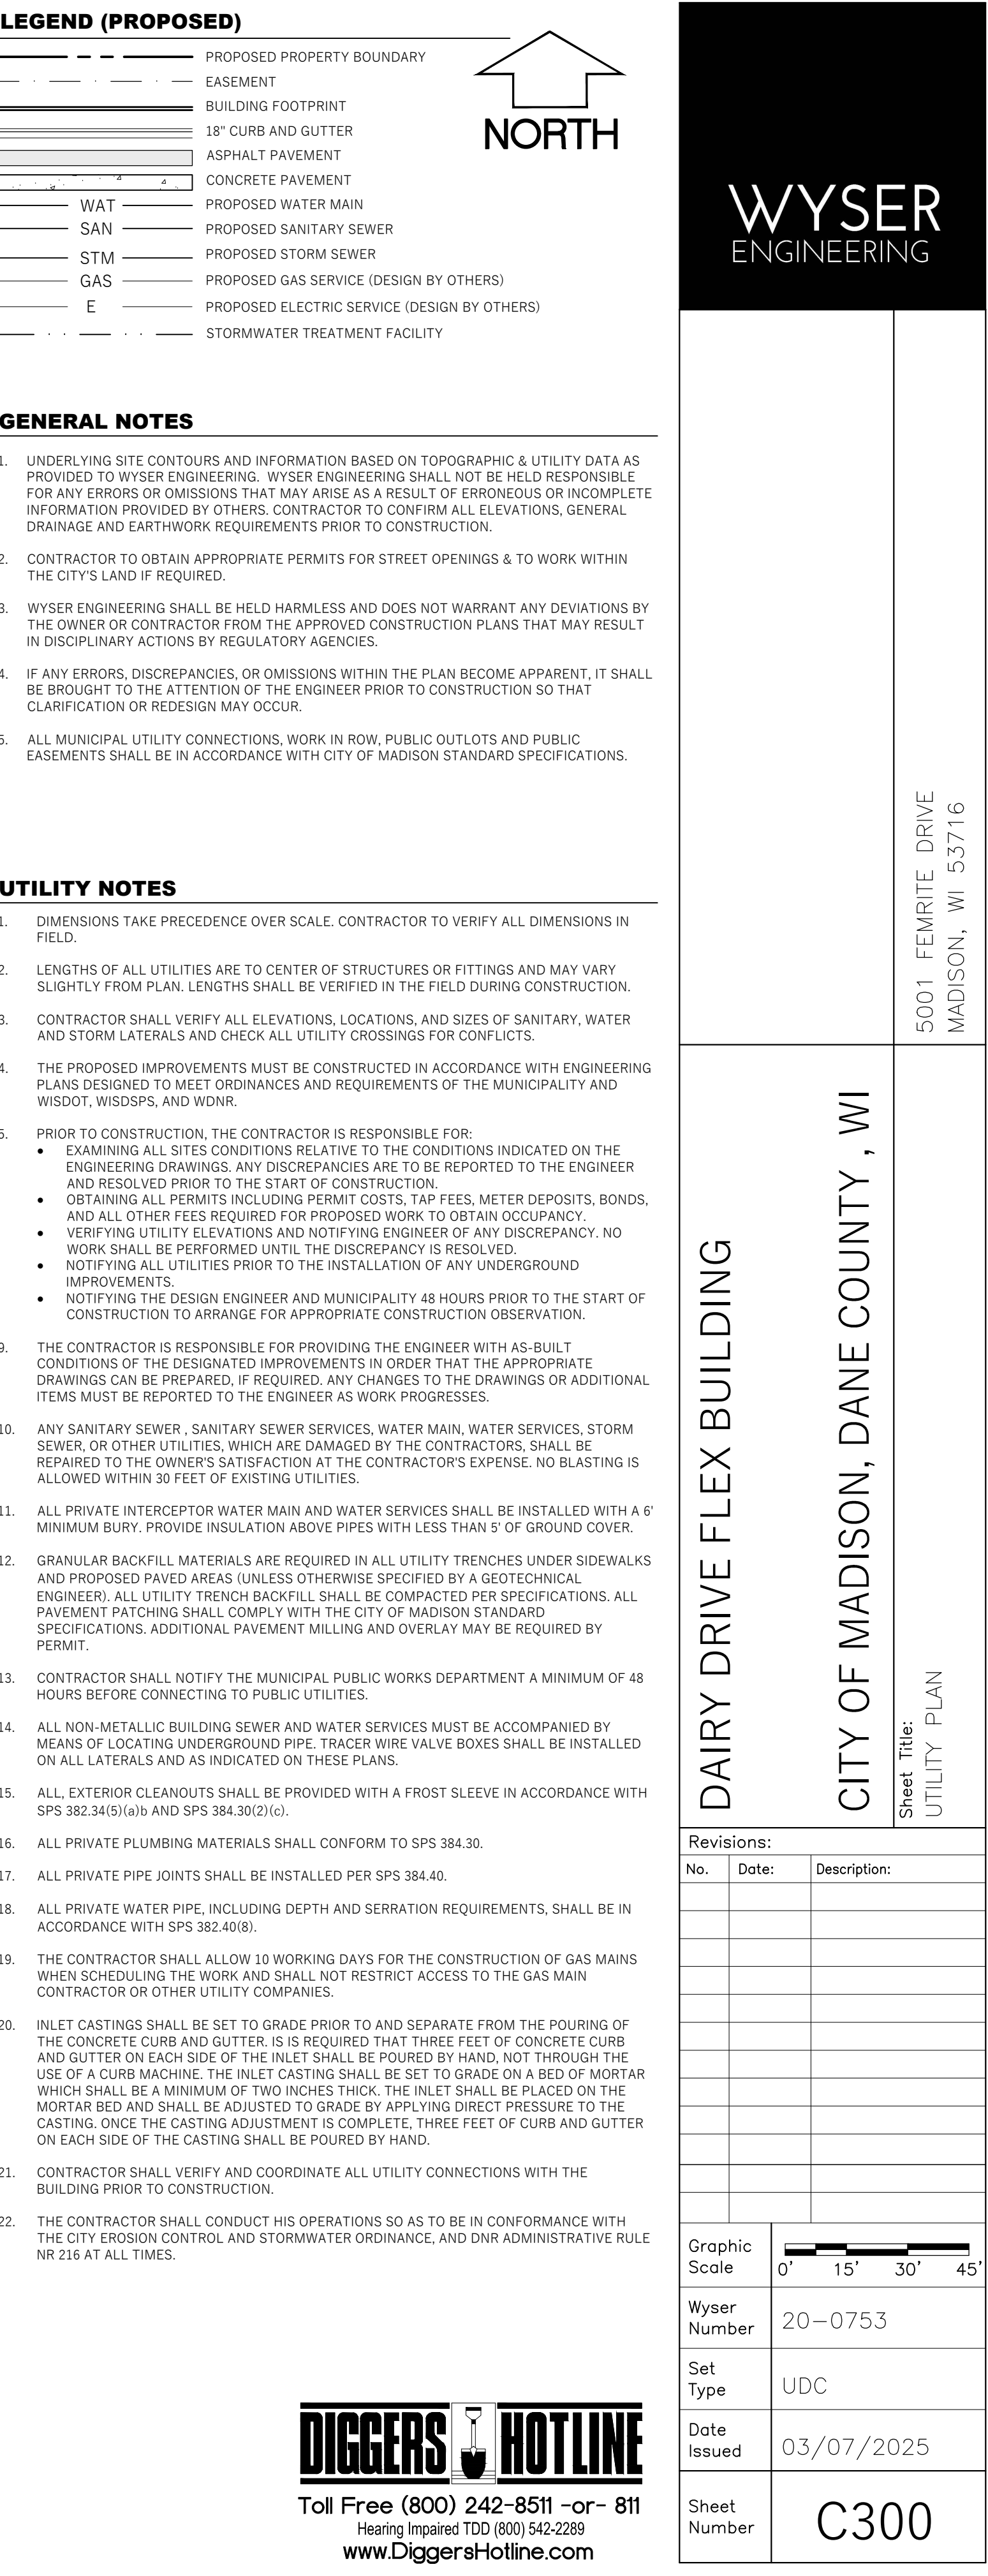 LEGEND (PROPOSED)
PROPOSED PROPERTY BOUNDARY
EASEMENT
BUILDING FOOTPRINT
18" CURB AND GUTTER
ASPHALT PAVEMENT
CONCRETE PAVEMENT
WAT PROPOSED WATER MAIN
SAN PROPOSED SANITARY SEWER
STM PROPOSED STORM SEWER
GAS PROPOSED GAS SERVICE (DESIGN BY OTHERS)
E PROPOSED ELECTRIC SERVICE (DESIGN BY OTHERS)
STORMWATER TREATMENT FACILITY
NORTH
GENERAL NOTES
1. UNDERLYING SITE CONTOURS AND INFORMATION BASED ON TOPOGRAPHIC & UTILITY DATA AS
PROVIDED TO WYSER ENGINEERING. WYSER ENGINEERING SHALL NOT BE HELD RESPONSIBLE
FOR ANY ERRORS OR OMISSIONS THAT MAY ARISE AS A RESULT OF ERRONEOUS OR INCOMPLETE
INFORMATION PROVIDED BY OTHERS. CONTRACTOR TO CONFIRM ALL ELEVATIONS, GENERAL
DRAINAGE AND EARTHWORK REQUIREMENTS PRIOR TO CONSTRUCTION.
2. CONTRACTOR TO OBTAIN APPROPRIATE PERMITS FOR STREET OPENINGS & TO WORK WITHIN
THE CITY'S LAND IF REQUIRED.
3. WYSER ENGINEERING SHALL BE HELD HARMLESS AND DOES NOT WARRANT ANY DEVIATIONS BY
THE OWNER OR CONTRACTOR FROM THE APPROVED CONSTRUCTION PLANS THAT MAY RESULT
IN DISCIPLINARY ACTIONS BY REGULATORY AGENCIES.
4. IF ANY ERRORS, DISCREPANCIES, OR OMISSIONS WITHIN THE PLAN BECOME APPARENT, IT SHALL
BE BROUGHT TO THE ATTENTION OF THE ENGINEER PRIOR TO CONSTRUCTION SO THAT
CLARIFICATION OR REDESIGN MAY OCCUR.
5. ALL MUNICIPAL UTILITY CONNECTIONS, WORK IN ROW, PUBLIC OUTLOTS AND PUBLIC
EASEMENTS SHALL BE IN ACCORDANCE WITH CITY OF MADISON STANDARD SPECIFICATIONS.
UTILITY NOTES
1. DIMENSIONS TAKE PRECEDENCE OVER SCALE. CONTRACTOR TO VERIFY ALL DIMENSIONS IN
FIELD.
2. LENGTHS OF ALL UTILITIES ARE TO CENTER OF STRUCTURES OR FITTINGS AND MAY VARY
SLIGHTLY FROM PLAN. LENGTHS SHALL BE VERIFIED IN THE FIELD DURING CONSTRUCTION.
3. CONTRACTOR SHALL VERIFY ALL ELEVATIONS, LOCATIONS, AND SIZES OF SANITARY, WATER
AND STORM LATERALS AND CHECK ALL UTILITY CROSSINGS FOR CONFLICTS.
4. THE PROPOSED IMPROVEMENTS MUST BE CONSTRUCTED IN ACCORDANCE WITH ENGINEERING
PLANS DESIGNED TO MEET ORDINANCES AND REQUIREMENTS OF THE MUNICIPALITY AND
WISDOT, WISDSPS, AND WDNR.
5. PRIOR TO CONSTRUCTION, THE CONTRACTOR IS RESPONSIBLE FOR:
• EXAMINING ALL SITES CONDITIONS RELATIVE TO THE CONDITIONS INDICATED ON THE
ENGINEERING DRAWINGS. ANY DISCREPANCIES ARE TO BE REPORTED TO THE ENGINEER
AND RESOLVED PRIOR TO THE START OF CONSTRUCTION.
• OBTAINING ALL PERMITS INCLUDING PERMIT COSTS, TAP FEES, METER DEPOSITS, BONDS,
AND ALL OTHER FEES REQUIRED FOR PROPOSED WORK TO OBTAIN OCCUPANCY.
• VERIFYING UTILITY ELEVATIONS AND NOTIFYING ENGINEER OF ANY DISCREPANCY. NO
WORK SHALL BE PERFORMED UNTIL THE DISCREPANCY IS RESOLVED.
• NOTIFYING ALL UTILITIES PRIOR TO THE INSTALLATION OF ANY UNDERGROUND
IMPROVEMENTS.
• NOTIFYING THE DESIGN ENGINEER AND MUNICIPALITY 48 HOURS PRIOR TO THE START OF
CONSTRUCTION TO ARRANGE FOR APPROPRIATE CONSTRUCTION OBSERVATION.
9. THE CONTRACTOR IS RESPONSIBLE FOR PROVIDING THE ENGINEER WITH AS-BUILT
CONDITIONS OF THE DESIGNATED IMPROVEMENTS IN ORDER THAT THE APPROPRIATE
DRAWINGS CAN BE PREPARED, IF REQUIRED. ANY CHANGES TO THE DRAWINGS OR ADDITIONAL
ITEMS MUST BE REPORTED TO THE ENGINEER AS WORK PROGRESSES.
10. ANY SANITARY SEWER , SANITARY SEWER SERVICES, WATER MAIN, WATER SERVICES, STORM
SEWER, OR OTHER UTILITIES, WHICH ARE DAMAGED BY THE CONTRACTORS, SHALL BE
REPAIRED TO THE OWNER'S SATISFACTION AT THE CONTRACTOR'S EXPENSE. NO BLASTING IS
ALLOWED WITHIN 30 FEET OF EXISTING UTILITIES.
11. ALL PRIVATE INTERCEPTOR WATER MAIN AND WATER SERVICES SHALL BE INSTALLED WITH A 6'
MINIMUM BURY. PROVIDE INSULATION ABOVE PIPES WITH LESS THAN 5' OF GROUND COVER.
12. GRANULAR BACKFILL MATERIALS ARE REQUIRED IN ALL UTILITY TRENCHES UNDER SIDEWALKS
AND PROPOSED PAVED AREAS (UNLESS OTHERWISE SPECIFIED BY A GEOTECHNICAL
ENGINEER). ALL UTILITY TRENCH BACKFILL SHALL BE COMPACTED PER SPECIFICATIONS. ALL
PAVEMENT PATCHING SHALL COMPLY WITH THE CITY OF MADISON STANDARD
SPECIFICATIONS. ADDITIONAL PAVEMENT MILLING AND OVERLAY MAY BE REQUIRED BY
PERMIT.
13. CONTRACTOR SHALL NOTIFY THE MUNICIPAL PUBLIC WORKS DEPARTMENT A MINIMUM OF 48
HOURS BEFORE CONNECTING TO PUBLIC UTILITIES.
14. ALL NON-METALLIC BUILDING SEWER AND WATER SERVICES MUST BE ACCOMPANIED BY
MEANS OF LOCATING UNDERGROUND PIPE. TRACER WIRE VALVE BOXES SHALL BE INSTALLED
ON ALL LATERALS AND AS INDICATED ON THESE PLANS.
15. ALL, EXTERIOR CLEANOUTS SHALL BE PROVIDED WITH A FROST SLEEVE IN ACCORDANCE WITH
SPS 382.34(5)(a)b AND SPS 384.30(2)(c).
16. ALL PRIVATE PLUMBING MATERIALS SHALL CONFORM TO SPS 384.30.
17. ALL PRIVATE PIPE JOINTS SHALL BE INSTALLED PER SPS 384.40.
18. ALL PRIVATE WATER PIPE, INCLUDING DEPTH AND SERRATION REQUIREMENTS, SHALL BE IN
ACCORDANCE WITH SPS 382.40(8).
19. THE CONTRACTOR SHALL ALLOW 10 WORKING DAYS FOR THE CONSTRUCTION OF GAS MAINS
WHEN SCHEDULING THE WORK AND SHALL NOT RESTRICT ACCESS TO THE GAS MAIN
CONTRACTOR OR OTHER UTILITY COMPANIES.
20. INLET CASTINGS SHALL BE SET TO GRADE PRIOR TO AND SEPARATE FROM THE POURING OF
THE CONCRETE CURB AND GUTTER. IS IS REQUIRED THAT THREE FEET OF CONCRETE CURB
AND GUTTER ON EACH SIDE OF THE INLET SHALL BE POURED BY HAND, NOT THROUGH THE
USE OF A CURB MACHINE. THE INLET CASTING SHALL BE SET TO GRADE ON A BED OF MORTAR
WHICH SHALL BE A MINIMUM OF TWO INCHES THICK. THE INLET SHALL BE PLACED ON THE
MORTAR BED AND SHALL BE ADJUSTED TO GRADE BY APPLYING DIRECT PRESSURE TO THE
CASTING. ONCE THE CASTING ADJUSTMENT IS COMPLETE, THREE FEET OF CURB AND GUTTER
ON EACH SIDE OF THE CASTING SHALL BE POURED BY HAND.
21. CONTRACTOR SHALL VERIFY AND COORDINATE ALL UTILITY CONNECTIONS WITH THE
BUILDING PRIOR TO CONSTRUCTION.
22. THE CONTRACTOR SHALL CONDUCT HIS OPERATIONS SO AS TO BE IN CONFORMANCE WITH
THE CITY EROSION CONTROL AND STORMWATER ORDINANCE, AND DNR ADMINISTRATIVE RULE
NR 216 AT ALL TIMES.
DIGGERS HOTLINE
Toll Free (800) 242-8511 -or- 811
Hearing Impaired TDD (800) 542-2289
www.DiggersHotline.com
WYSER
ENGINEERING
5001 FEMRITE DRIVE
MADISON, WI 53716
DAIRY DRIVE FLEX BUILDING
CITY OF MADISON, DANE COUNTY , WI
Sheet Title:
UTILITY PLAN
Revisions:
No. Date: Description:
Graphic
Scale
0' 15' 30' 45'
Wyser
Number
20-0753
Set
Type
UDC
Date
Issued
03/07/2025
Sheet
Number
C300